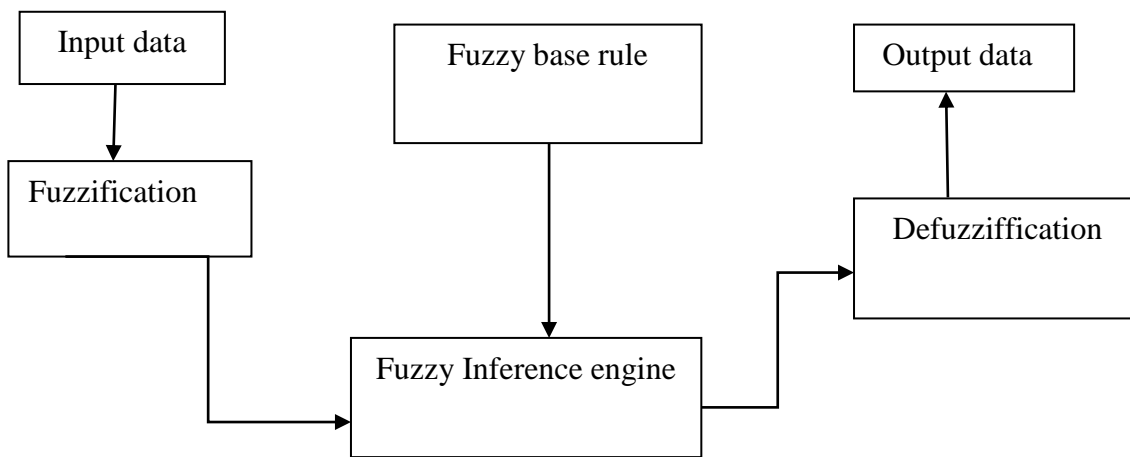 Input data
Fuzzy base rule
Output data
Fuzzification
Defuzziffication
Fuzzy Inference engine